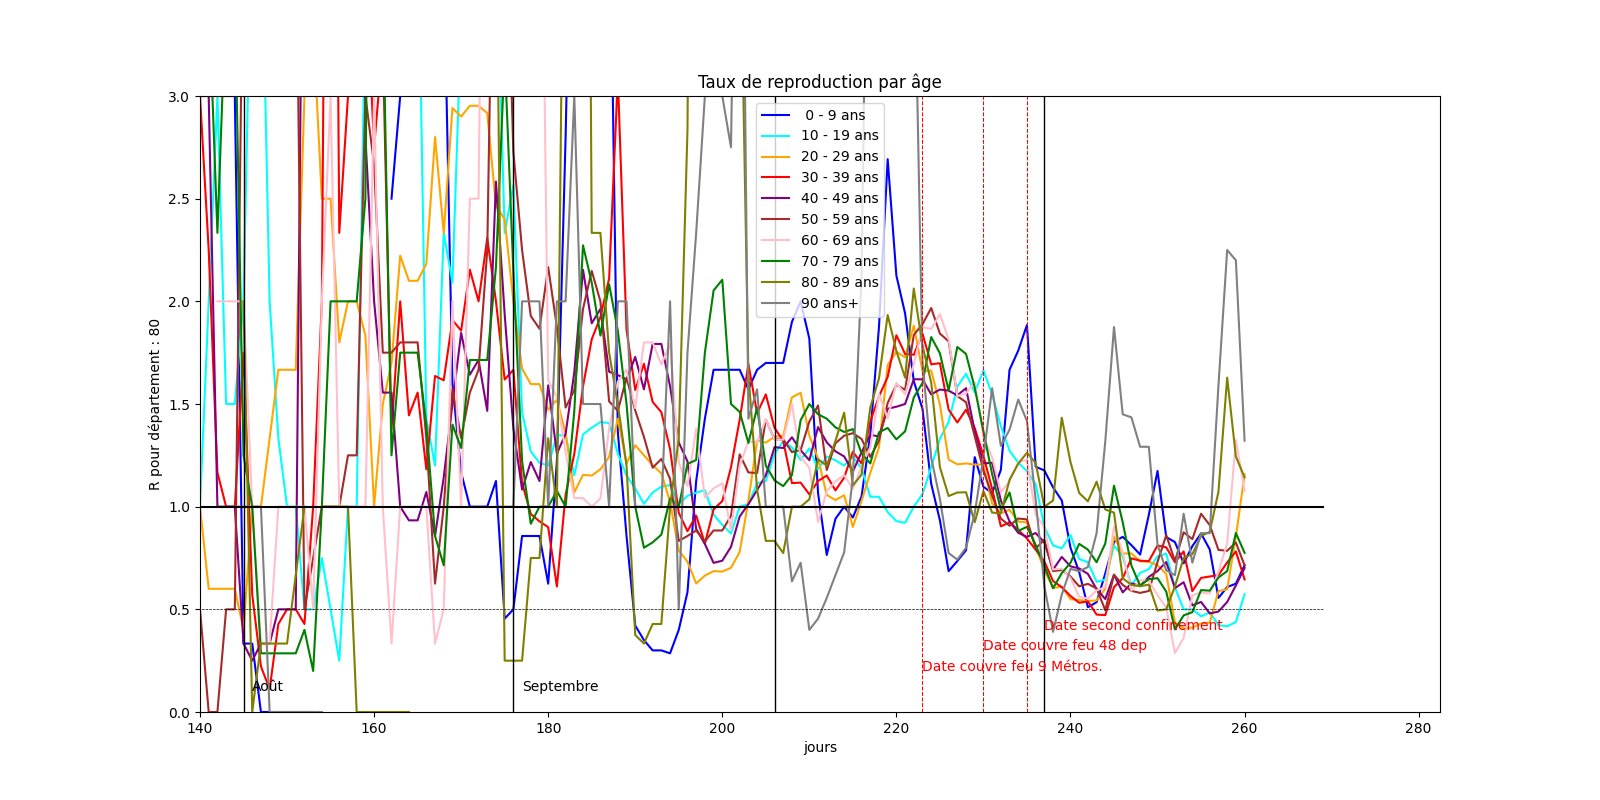 Taux de reproduction par âge
R pour département : 80
3.0
2.5
2.0
1.5
1.0
0.5
0.0
0 - 9 ans
10 - 19 ans
20 - 29 ans
30 - 39 ans
40 - 49 ans
50 - 59 ans
60 - 69 ans
70 - 79 ans
80 - 89 ans
90 ans+
Date second confinement
Date couvre feu 48 dep
Date couvre feu 9 Métros.
Août
Septembre
140
160
180
200
220
240
260
280
jours